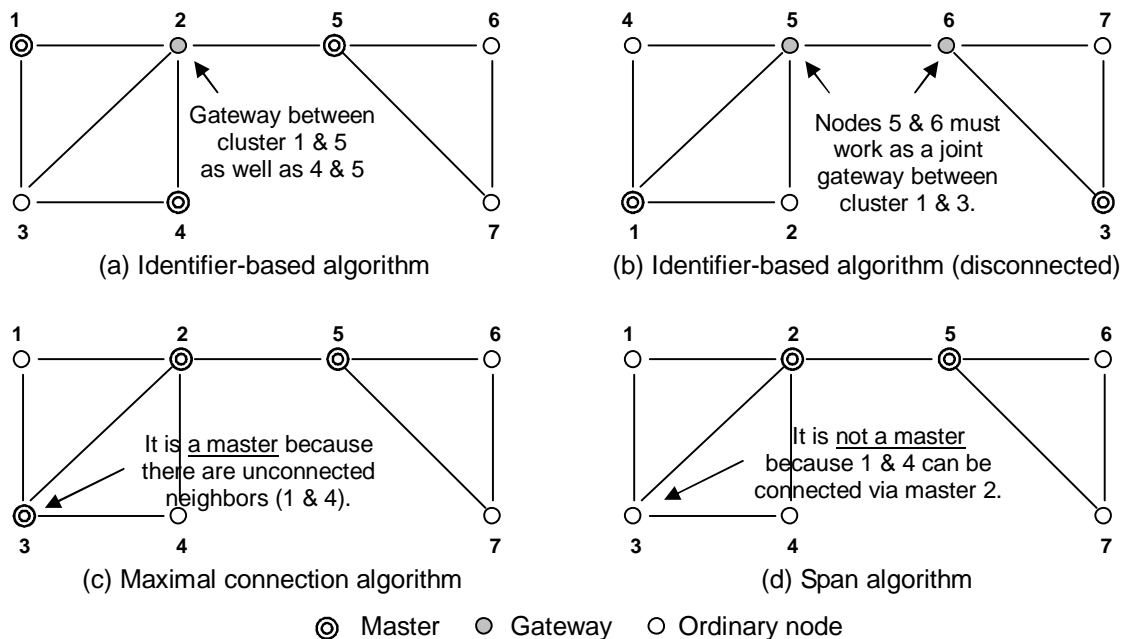 1 2 5 6
Gateway between
cluster 1 & 5
as well as 4 & 5
3 4 7
(a) Identifier-based algorithm
4 5 6 7
Nodes 5 & 6 must
work as a joint
gateway between
cluster 1 & 3.
1 2 3
(b) Identifier-based algorithm (disconnected)
1 2 5 6
It is a master because
there are unconnected
neighbors (1 & 4).
3 4 7
(c) Maximal connection algorithm
1 2 5 6
It is not a master
because 1 & 4 can be
connected via master 2.
3 4 7
(d) Span algorithm
Master Gateway Ordinary node